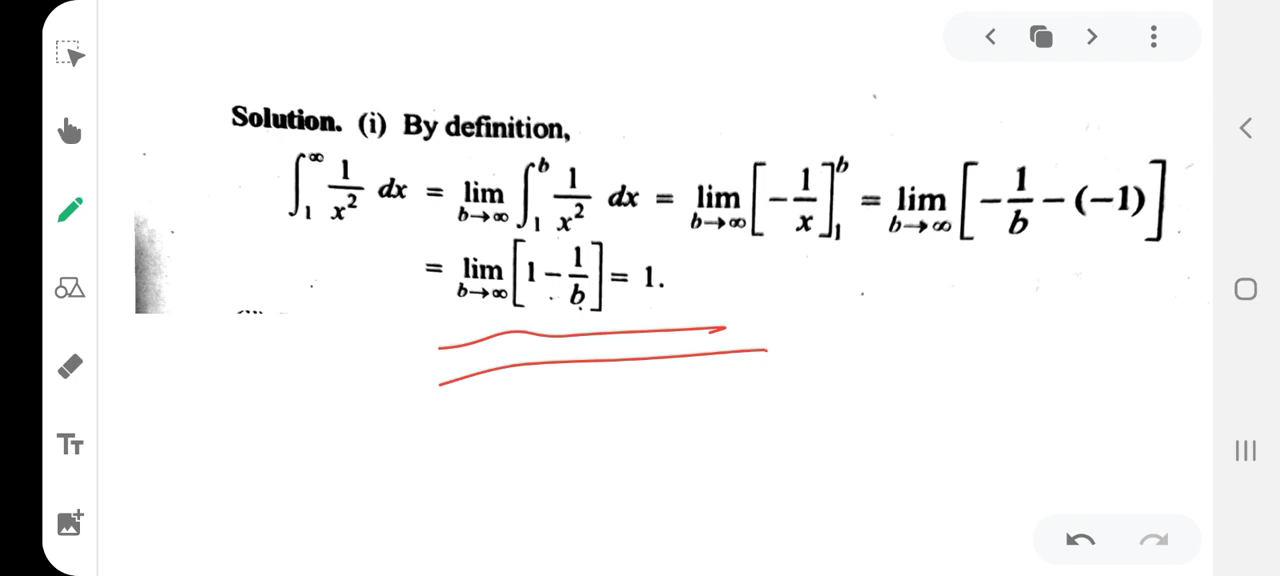 Solution. (i) By definition,
∫₁^∞ 1/x² dx = lim_{b→∞} ∫₁^b 1/x² dx = lim_{b→∞} [−1/x]₁^b = lim_{b→∞} [−1/b − (−1)]
= lim_{b→∞} [1 − 1/b] = 1.
TT